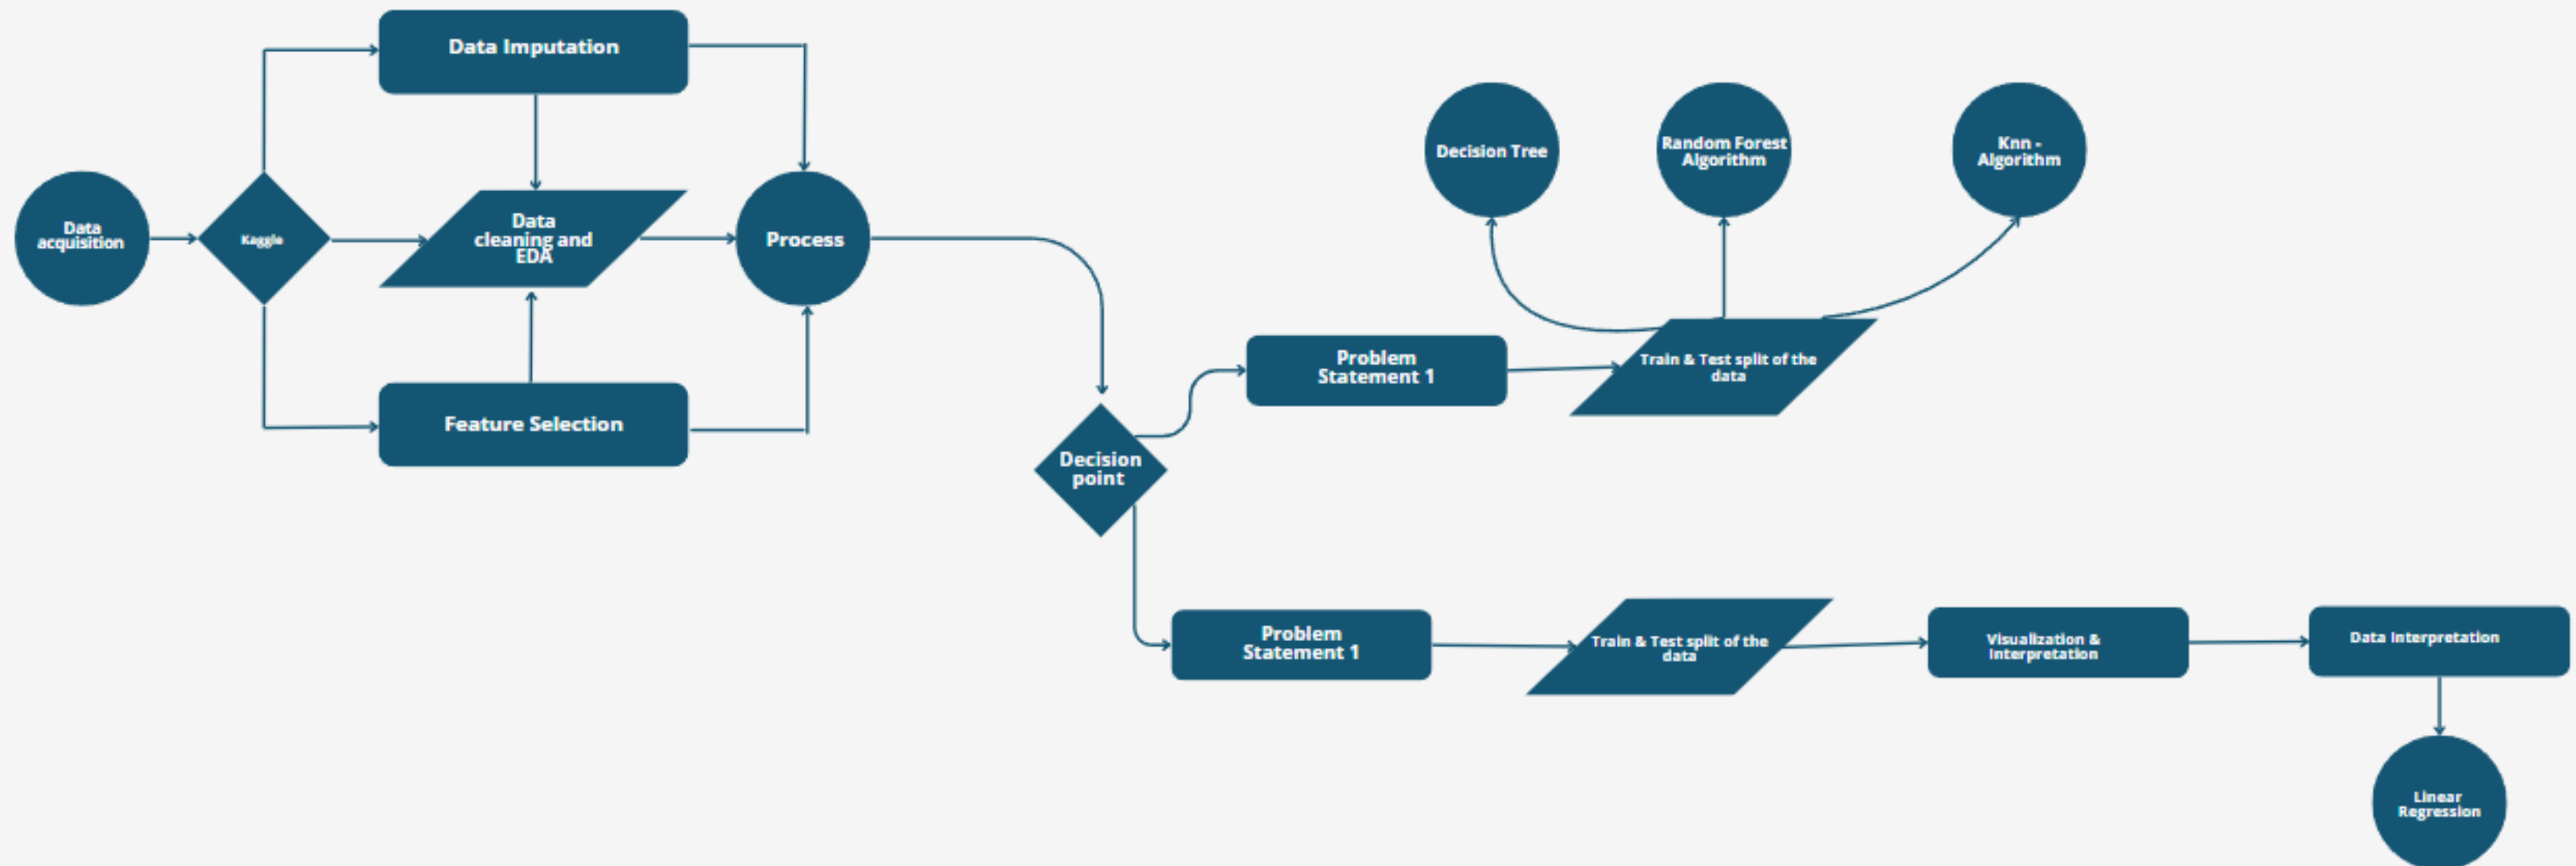 Data Imputation
Data
acquisition
Kaggle
Data
cleaning and
EDA
Process
Feature Selection
Decision
point
Problem
Statement 1
Train & Test split of the
data
Decision Tree
Random Forest
Algorithm
Knn -
Algorithm
Problem
Statement 1
Train & Test split of the
data
Visualization &
Interpretation
Data Interpretation
Linear
Regression